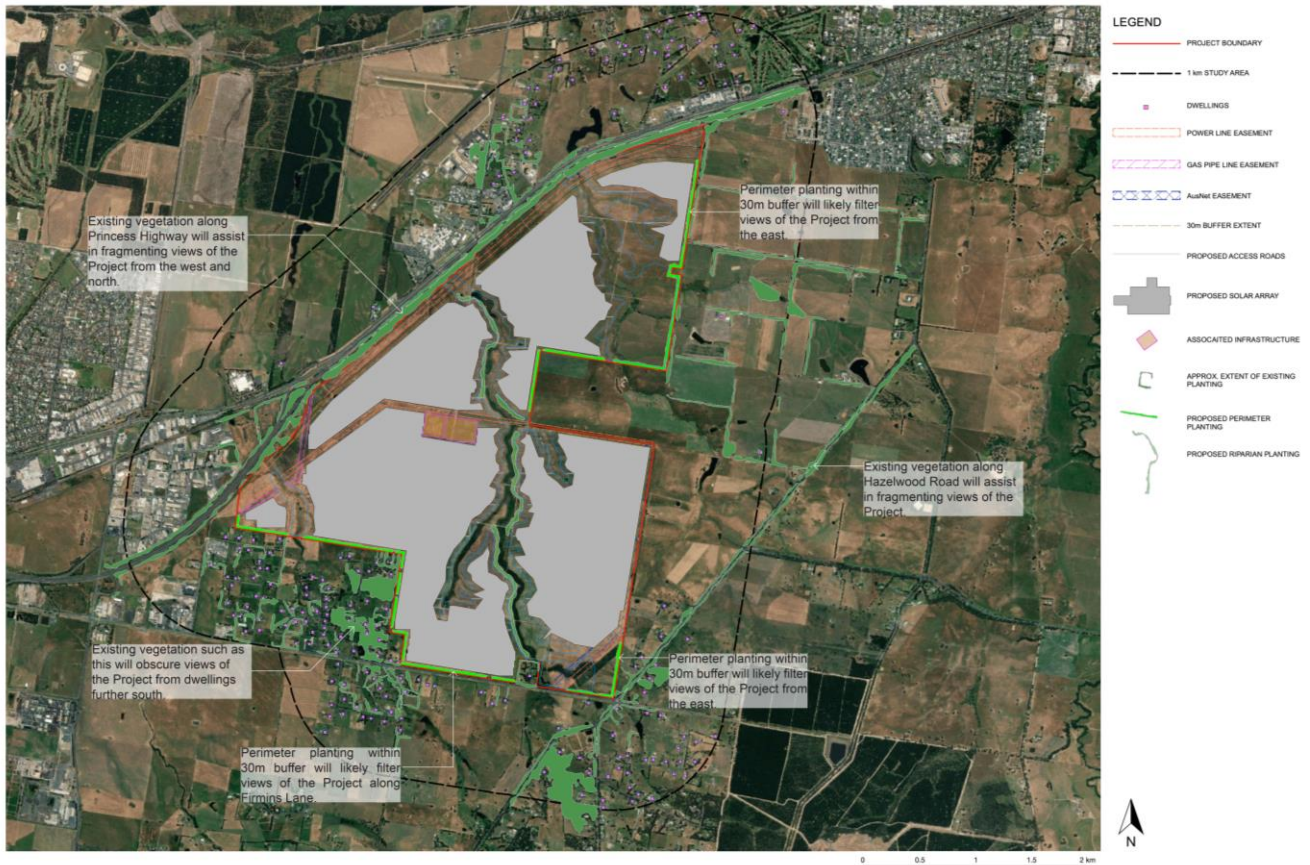 LEGEND
PROJECT BOUNDARY
1 km STUDY AREA
DWELLINGS
POWER LINE EASEMENT
GAS PIPE LINE EASEMENT
AusNet EASEMENT
30m BUFFER EXTENT
PROPOSED ACCESS ROADS
PROPOSED SOLAR ARRAY
ASSOCAITED INFRASTRUCTURE
APPROX. EXTENT OF EXISTING
PLANTING
PROPOSED PERIMETER
PLANTING
PROPOSED RIPARIAN PLANTING
Perimeter planting within
30m buffer will likely filter
views of the Project from
the east.
Existing vegetation along
Princess Highway will assist
in fragmenting views of the
Project from the west and
north.
Existing vegetation along
Hazelwood Road will assist
in fragmenting views of the
Project.
Existing vegetation such as
this will obscure views of
the Project from dwellings
further south.
Perimeter planting within
30m buffer will likely filter
views of the Project from
the east.
Perimeter planting within
30m buffer will likely filter
views of the Project along
Firmins Lane.
N
0 0.5 1 1.5 2 km